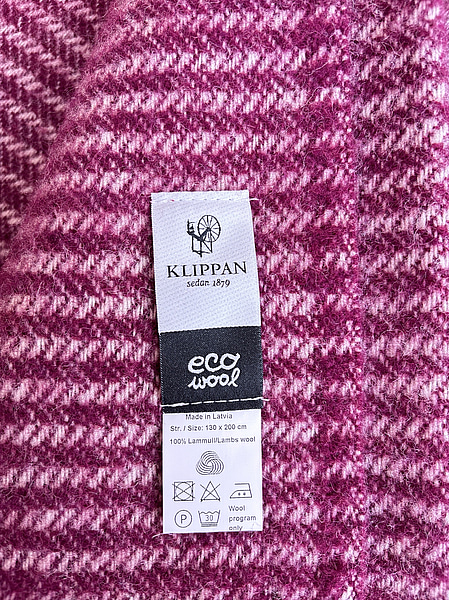 KLIPPAN
sedan 1879
eco
wool
Made in Latvia
Str. / Size: 130 x 200 cm
100% Lammull/Lambs wool
P
30
Wool
program
only